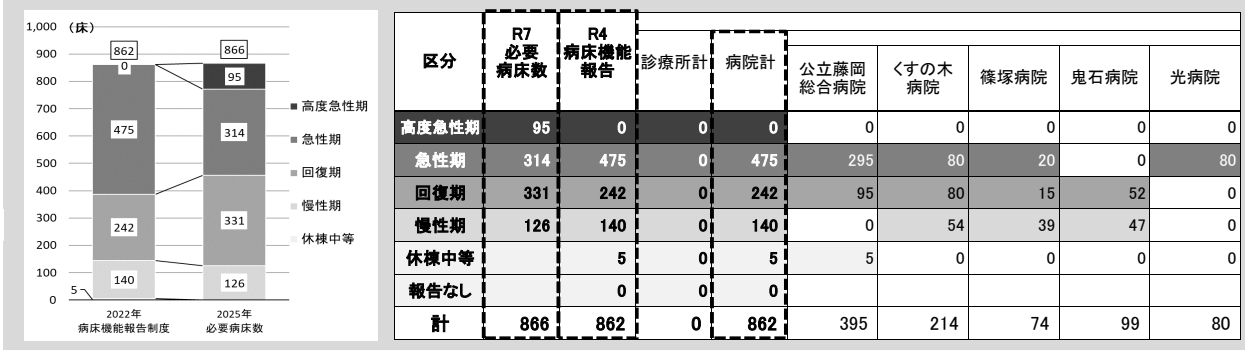 1,000 (床)
900
800
700
600
500
400
300
200
100
0
862
0
475
242
140
5
866
95
314
331
126
2022年
病床機能報告制度
2025年
必要病床数
高度急性期
急性期
回復期
慢性期
休棟中等
区分 R7必要病床数 R4病床機能報告 診療所計 病院計 公立藤岡総合病院 くすの木病院 篠塚病院 鬼石病院 光病院
高度急性期 95 0 0 0 0 0 0 0 0
急性期 314 475 0 475 295 80 20 0 80
回復期 331 242 0 242 95 80 15 52 0
慢性期 126 140 0 140 0 54 39 47 0
休棟中等 5 0 5 5 0 0 0 0
報告なし 0 0 0
計 866 862 0 862 395 214 74 99 80